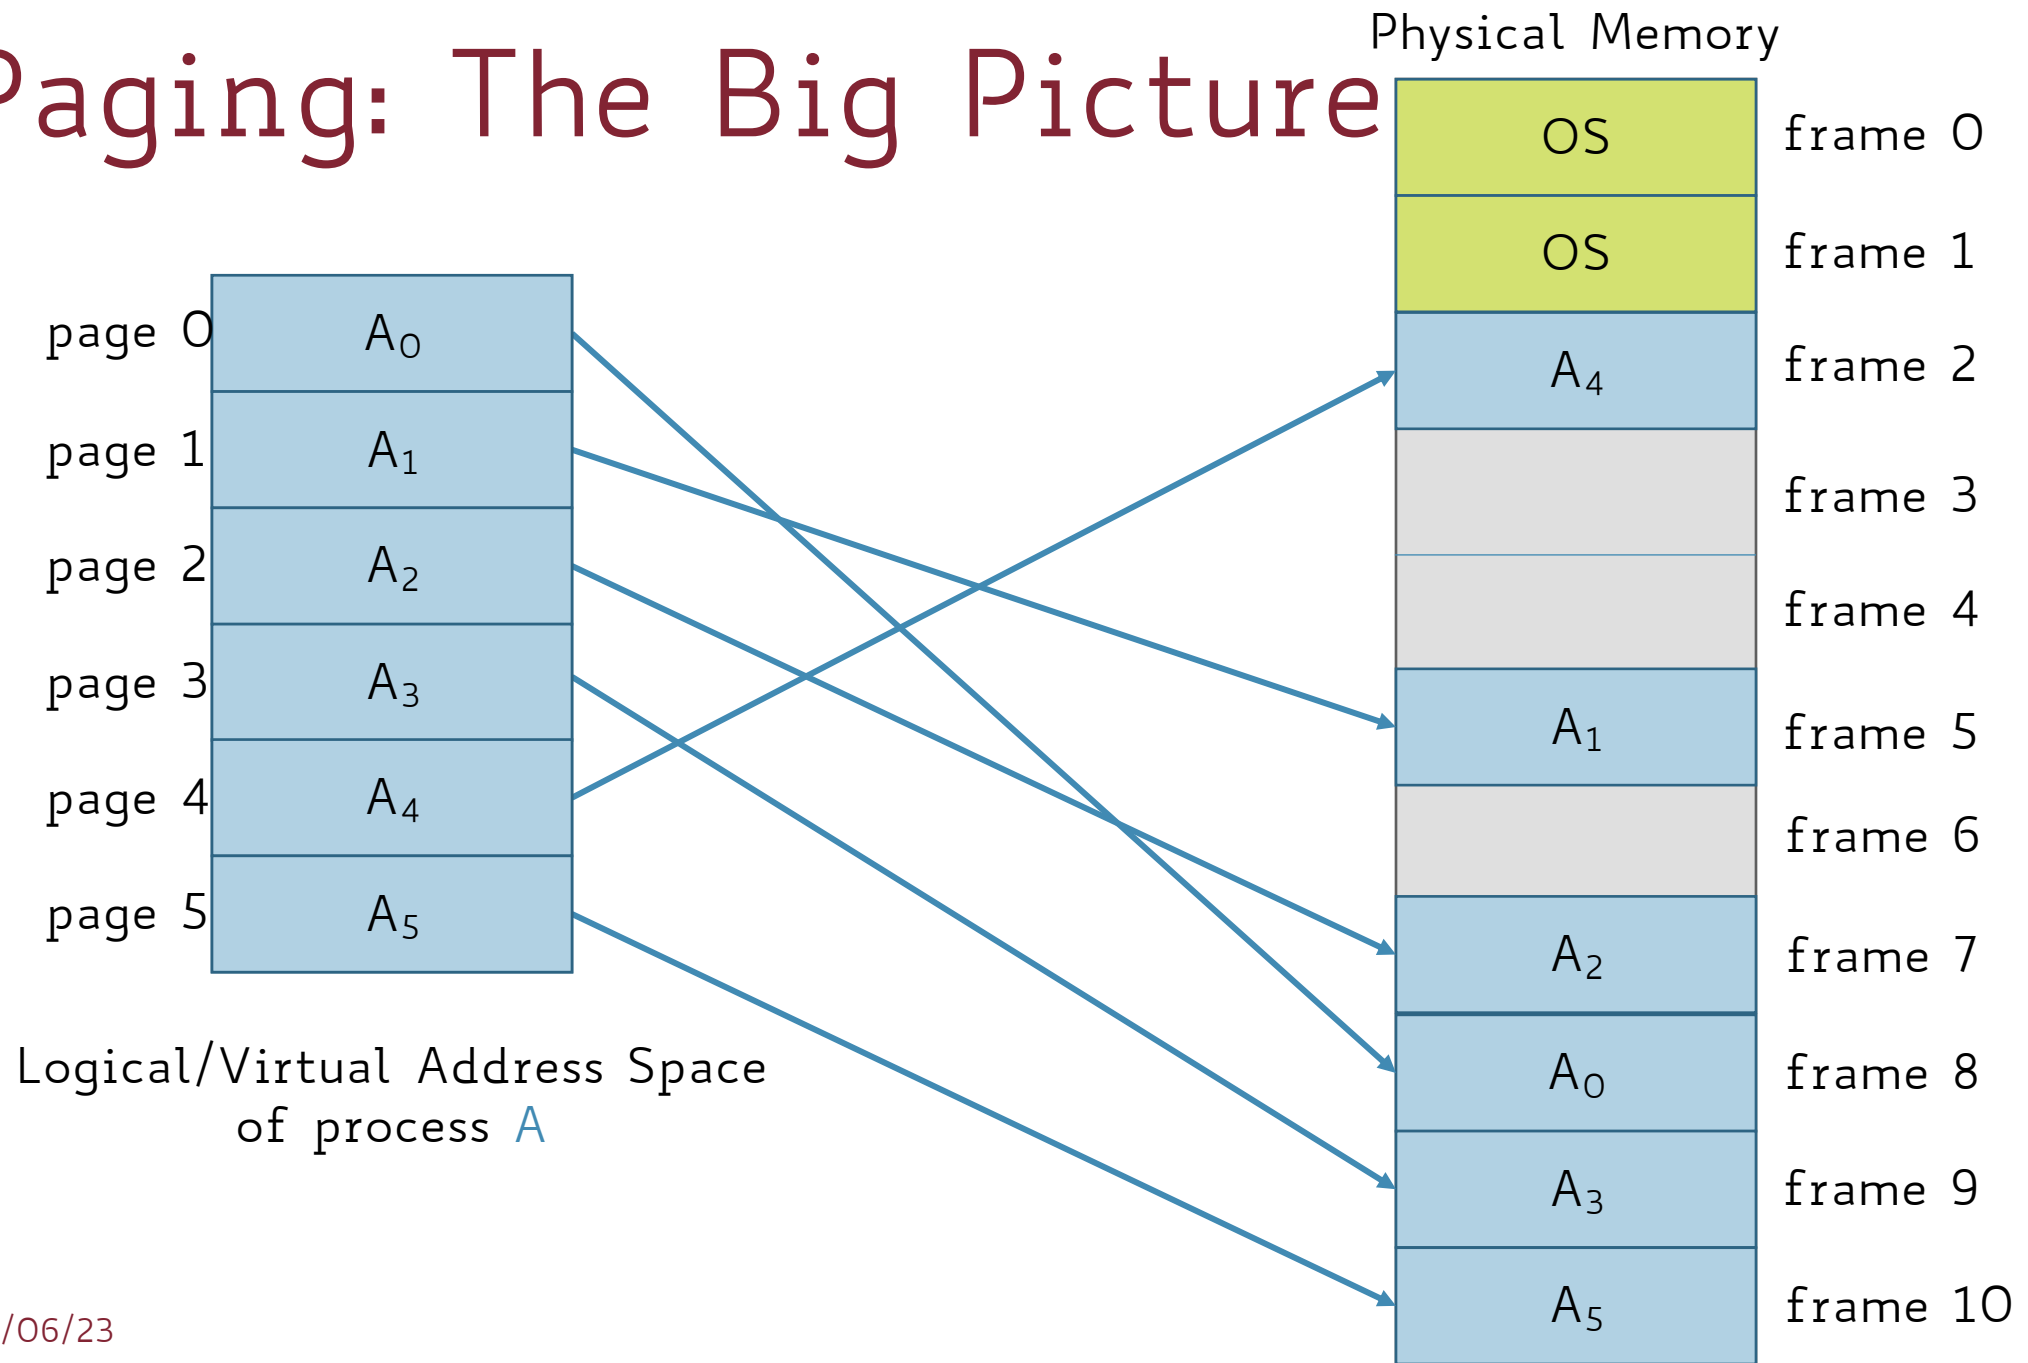 Paging: The Big Picture
Physical Memory
OS frame 0
OS frame 1
A4 frame 2
frame 3
frame 4
A1 frame 5
frame 6
A2 frame 7
A0 frame 8
A3 frame 9
A5 frame 10
page 0 A0
page 1 A1
page 2 A2
page 3 A3
page 4 A4
page 5 A5
Logical/Virtual Address Space
of process A
/06/23